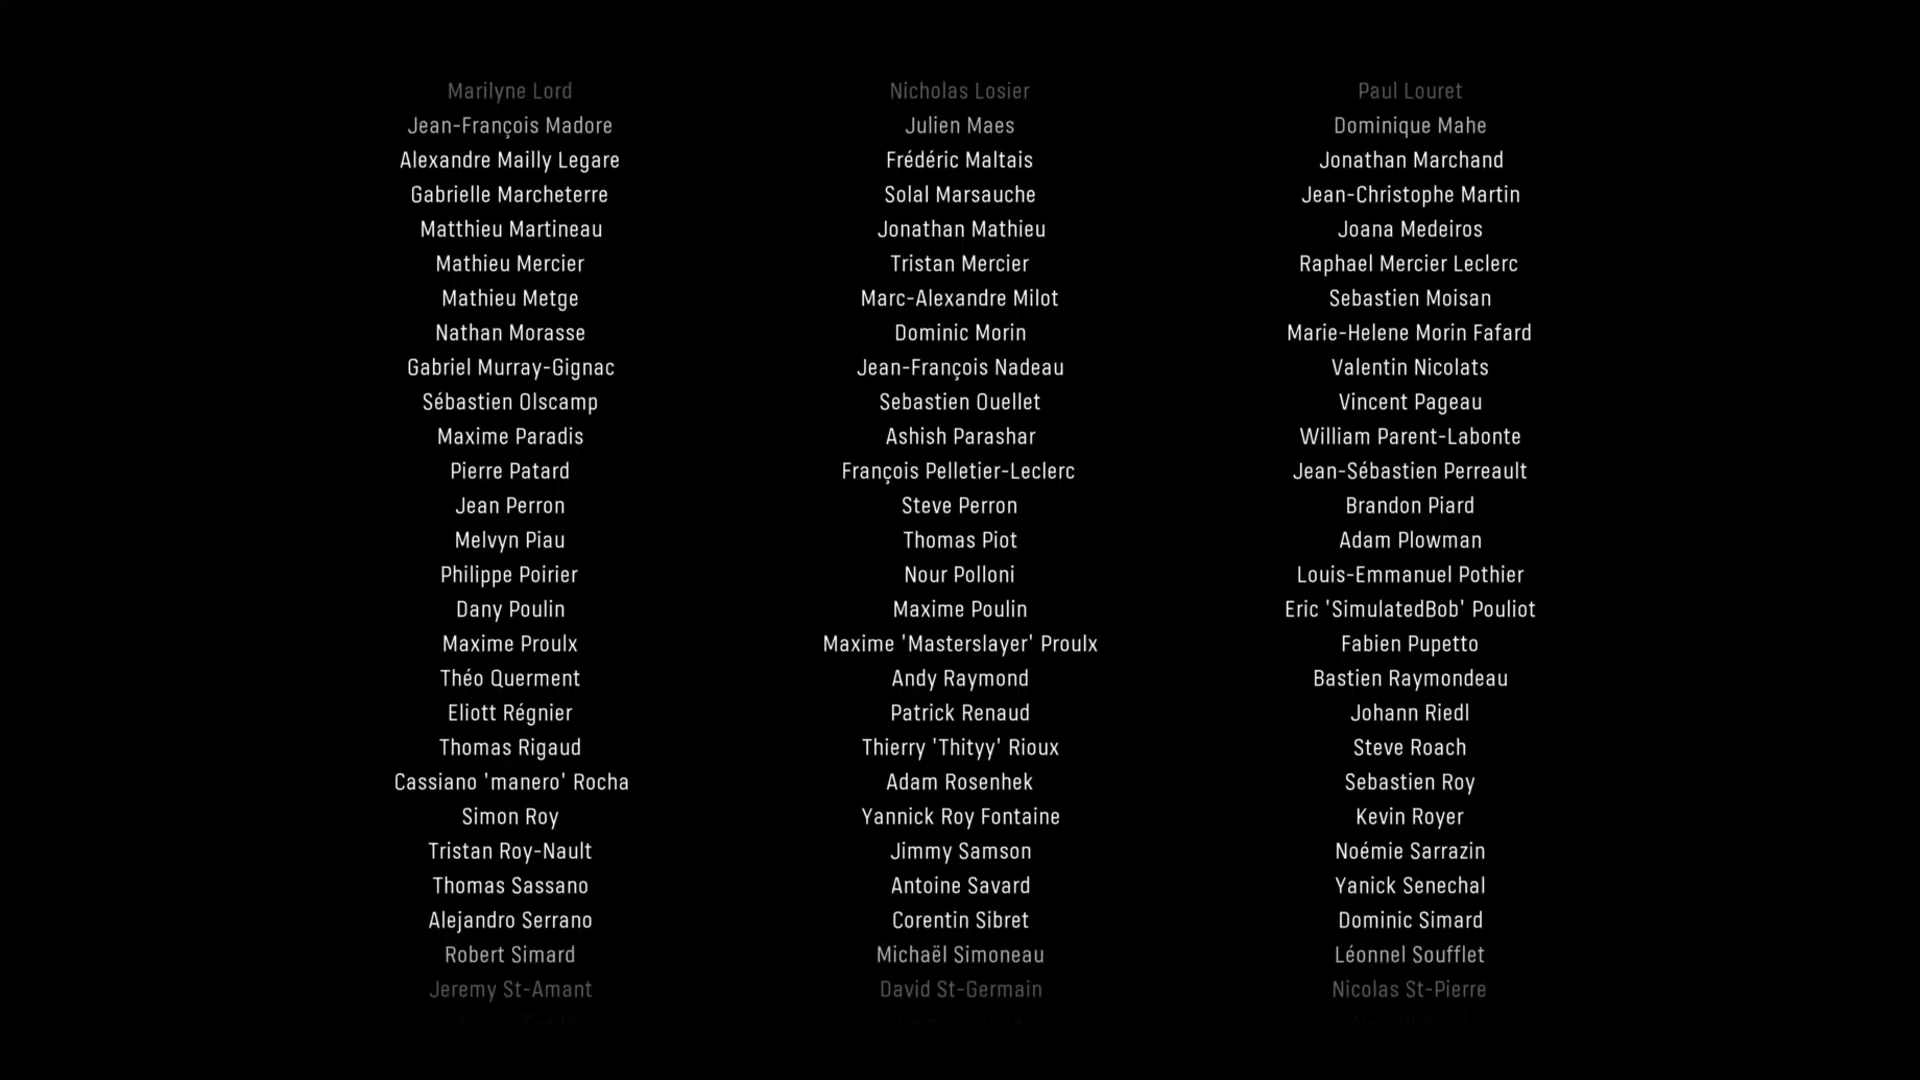 Marilyne Lord Nicholas Losier Paul Louret
Jean-François Madore Julien Maes Dominique Mahe
Alexandre Mailly Legare Frédéric Maltais Jonathan Marchand
Gabrielle Marcheterre Solal Marsauche Jean-Christophe Martin
Matthieu Martineau Jonathan Mathieu Joana Medeiros
Mathieu Mercier Tristan Mercier Raphael Mercier Leclerc
Mathieu Metge Marc-Alexandre Milot Sebastien Moisan
Nathan Morasse Dominic Morin Marie-Helene Morin Fafard
Gabriel Murray-Gignac Jean-François Nadeau Valentin Nicolats
Sébastien Olscamp Sebastien Ouellet Vincent Pageau
Maxime Paradis Ashish Parashar William Parent-Labonte
Pierre Patard François Pelletier-Leclerc Jean-Sébastien Perreault
Jean Perron Steve Perron Brandon Piard
Melvyn Piau Thomas Piot Adam Plowman
Philippe Poirier Nour Polloni Louis-Emmanuel Pothier
Dany Poulin Maxime Poulin Eric 'SimulatedBob' Pouliot
Maxime Proulx Maxime 'Masterslayer' Proulx Fabien Pupetto
Théo Querment Andy Raymond Bastien Raymondeau
Eliott Régnier Patrick Renaud Johann Riedl
Thomas Rigaud Thierry 'Thityy' Rioux Steve Roach
Cassiano 'manero' Rocha Adam Rosenhek Sebastien Roy
Simon Roy Yannick Roy Fontaine Kevin Royer
Tristan Roy-Nault Jimmy Samson Noémie Sarrazin
Thomas Sassano Antoine Savard Yanick Senechal
Alejandro Serrano Corentin Sibret Dominic Simard
Robert Simard Michaël Simoneau Léonnel Soufflet
Jeremy St-Amant David St-Germain Nicolas St-Pierre